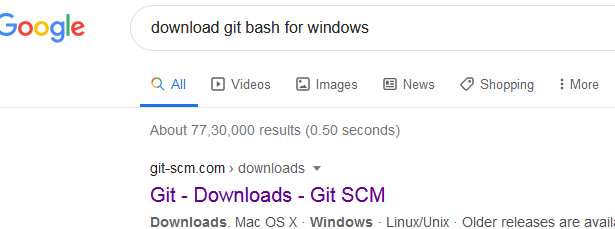 Google
download git bash for windows
All Videos Images News Shopping More
About 77,30,000 results (0.50 seconds)
git-scm.com › downloads
Git - Downloads - Git SCM
Downloads. Mac OS X · Windows · Linux/Unix · Older releases are